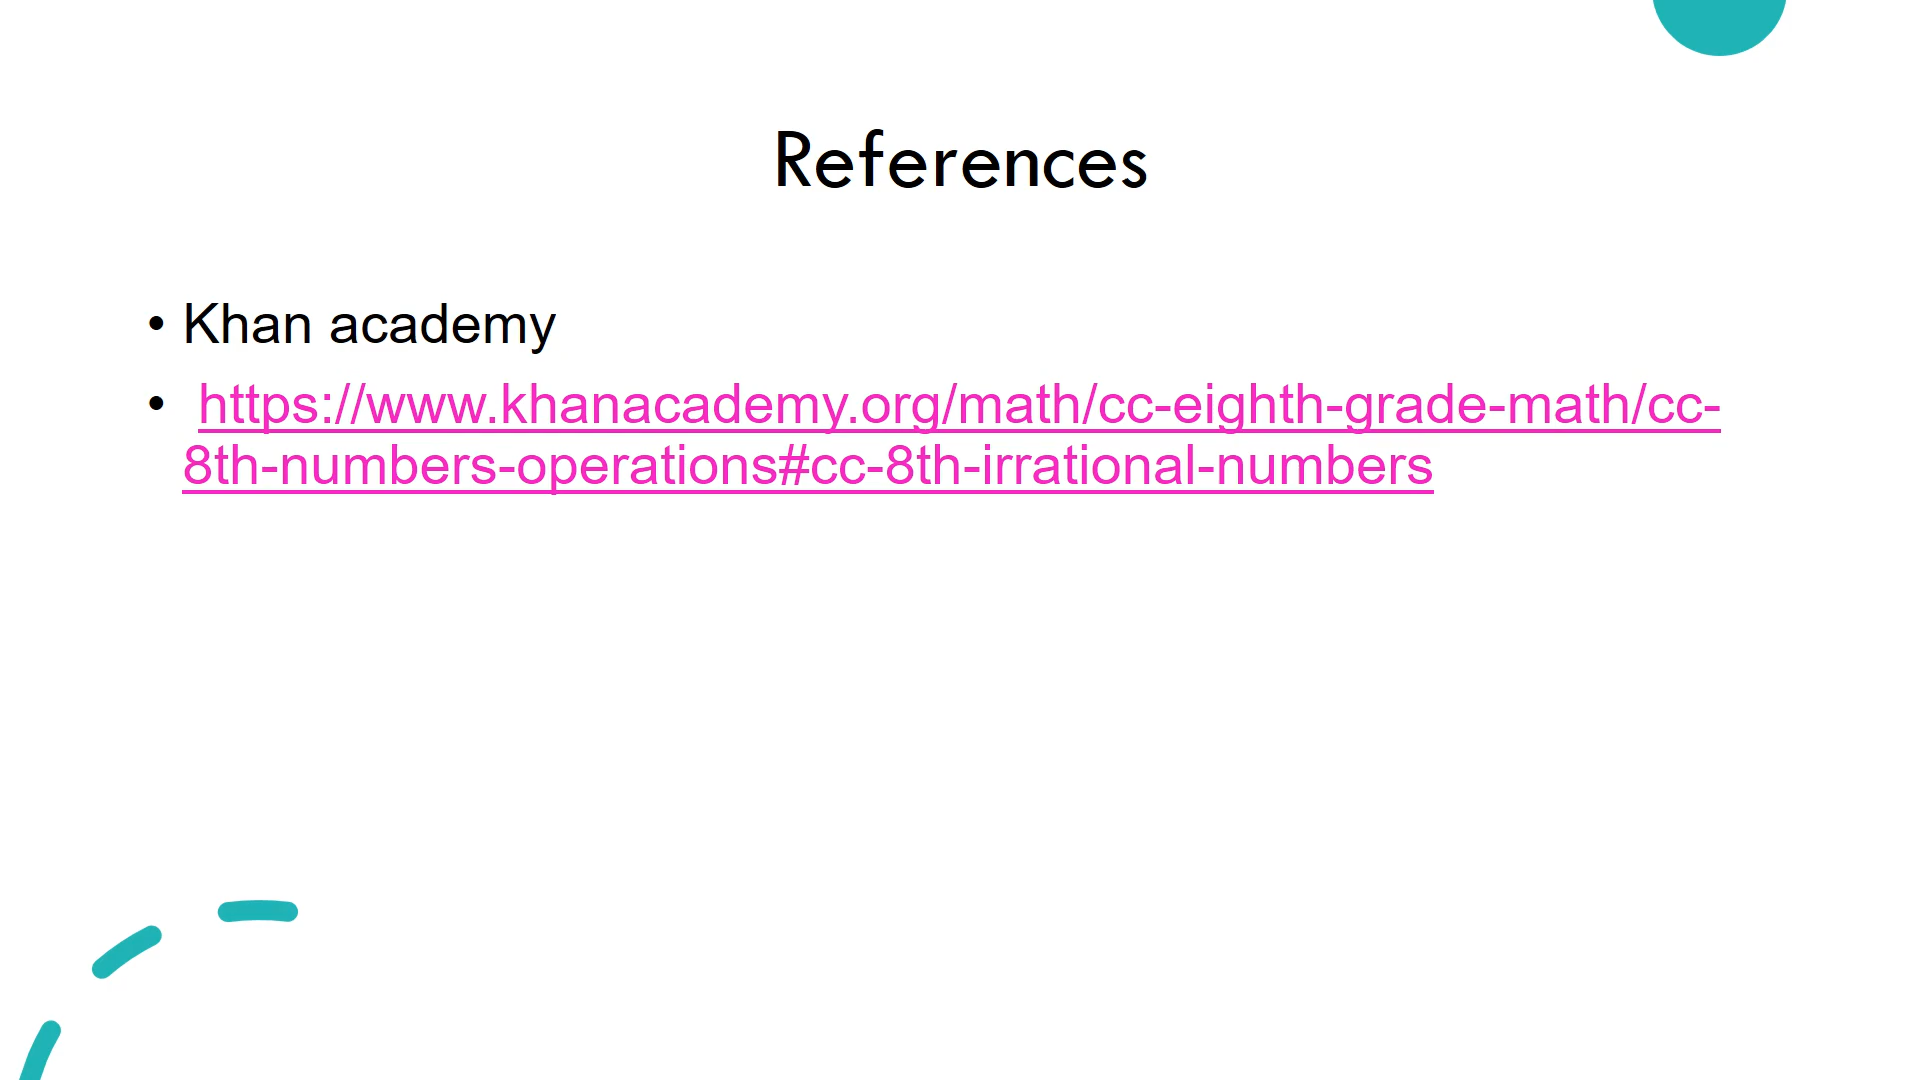 References
• Khan academy
• https://www.khanacademy.org/math/cc-eighth-grade-math/cc-
8th-numbers-operations#cc-8th-irrational-numbers